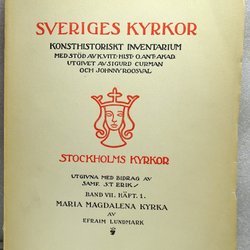 SVERIGES KYRKOR
KONSTHISTORISKT INVENTARIUM
MED STÖD AV K.VITT.HIST.O.ANT.AKAD.
UTGIVET AV SIGURD CURMAN
OCH JOHNNY ROOSVAL
STOCKHOLMS KYRKOR
UTGIVNA MED BIDRAG AV
SAMF. S:T ERIK
BAND VII. HÄFT. 1.
MARIA MAGDALENA KYRKA
AV
EFRAIM LUNDMARK